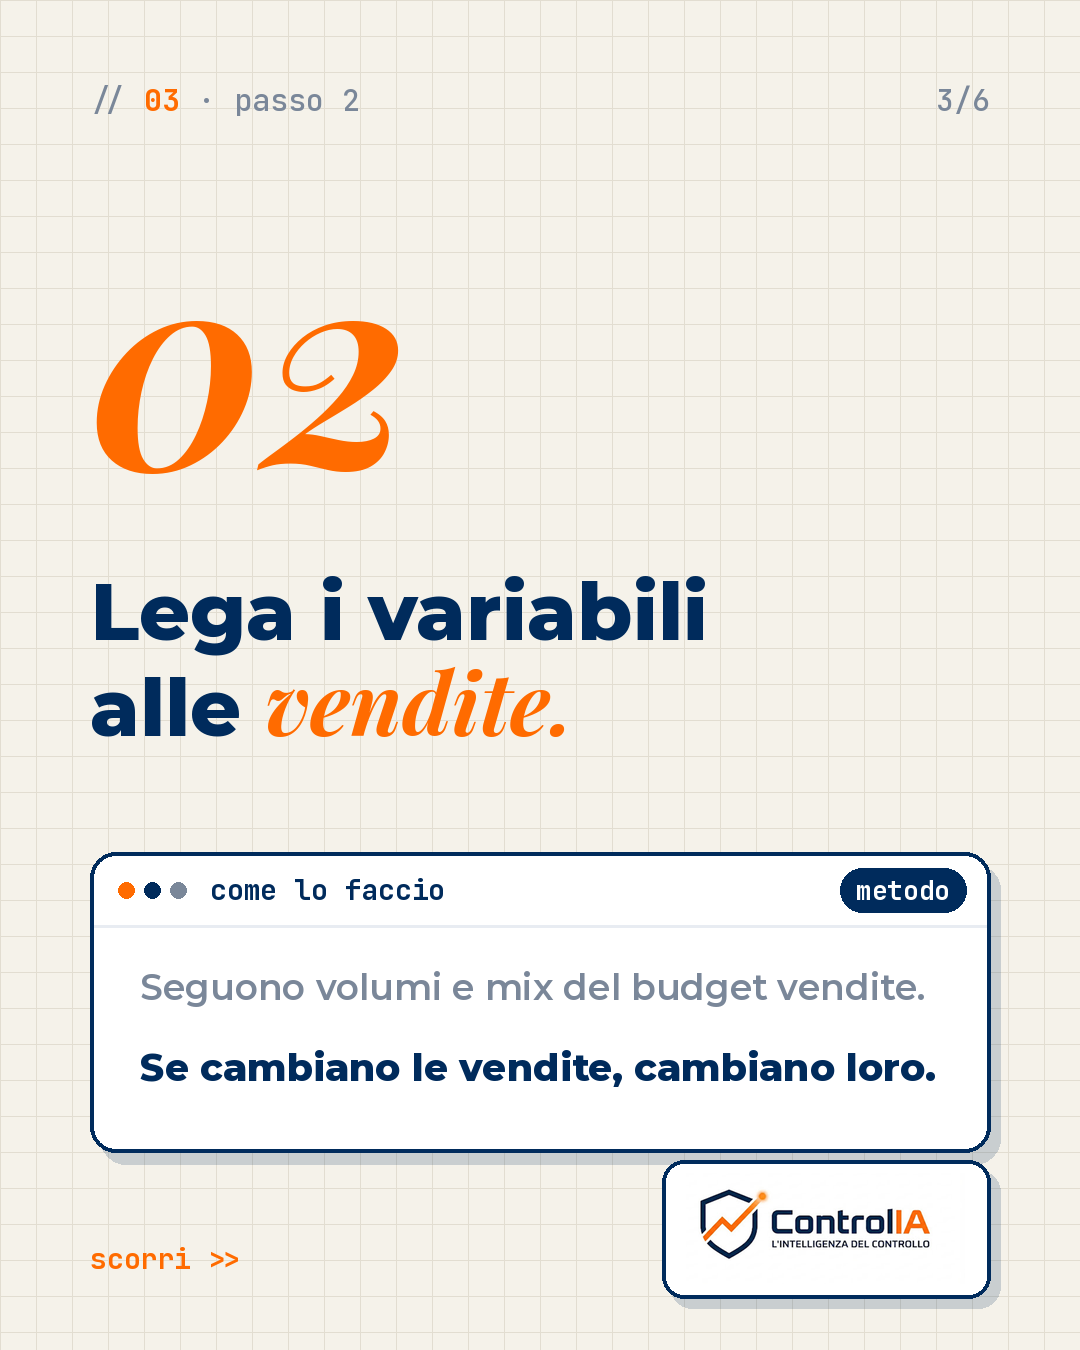 // 03 · passo 2
3/6
02
Lega i variabili
alle vendite.
come lo faccio
metodo
Seguono volumi e mix del budget vendite.
Se cambiano le vendite, cambiano loro.
ControlIA
L'INTELLIGENZA DEL CONTROLLO
scorri >>